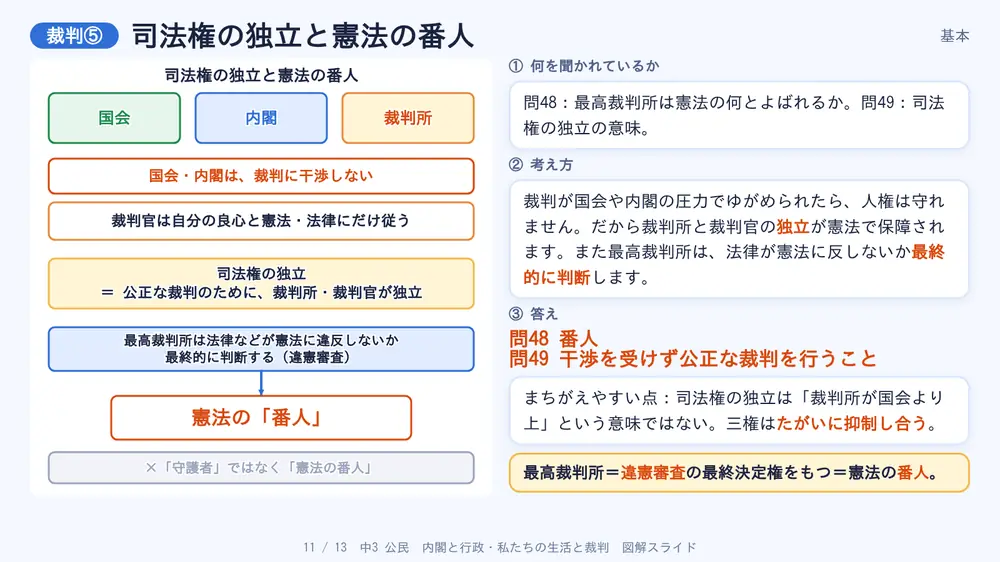 裁判⑤ 司法権の独立と憲法の番人
基本
司法権の独立と憲法の番人
国会
内閣
裁判所
国会・内閣は、裁判に干渉しない
裁判官は自分の良心と憲法・法律にだけ従う
司法権の独立
＝ 公正な裁判のために、裁判所・裁判官が独立
最高裁判所は法律などが憲法に違反しないか
最終的に判断する（違憲審査）
憲法の「番人」
×「守護者」ではなく「憲法の番人」
① 何を聞かれているか
問48：最高裁判所は憲法の何とよばれるか。問49：司法
権の独立の意味。
② 考え方
裁判が国会や内閣の圧力でゆがめられたら、人権は守れ
ません。だから裁判所と裁判官の独立が憲法で保障され
ます。また最高裁判所は、法律が憲法に反しないか最終
的に判断します。
③ 答え
問48 番人
問49 干渉を受けず公正な裁判を行うこと
まちがえやすい点：司法権の独立は「裁判所が国会より
上」という意味ではない。三権はたがいに抑制し合う。
最高裁判所＝違憲審査の最終決定権をもつ＝憲法の番人。
11 / 13　中3 公民　内閣と行政・私たちの生活と裁判　図解スライド